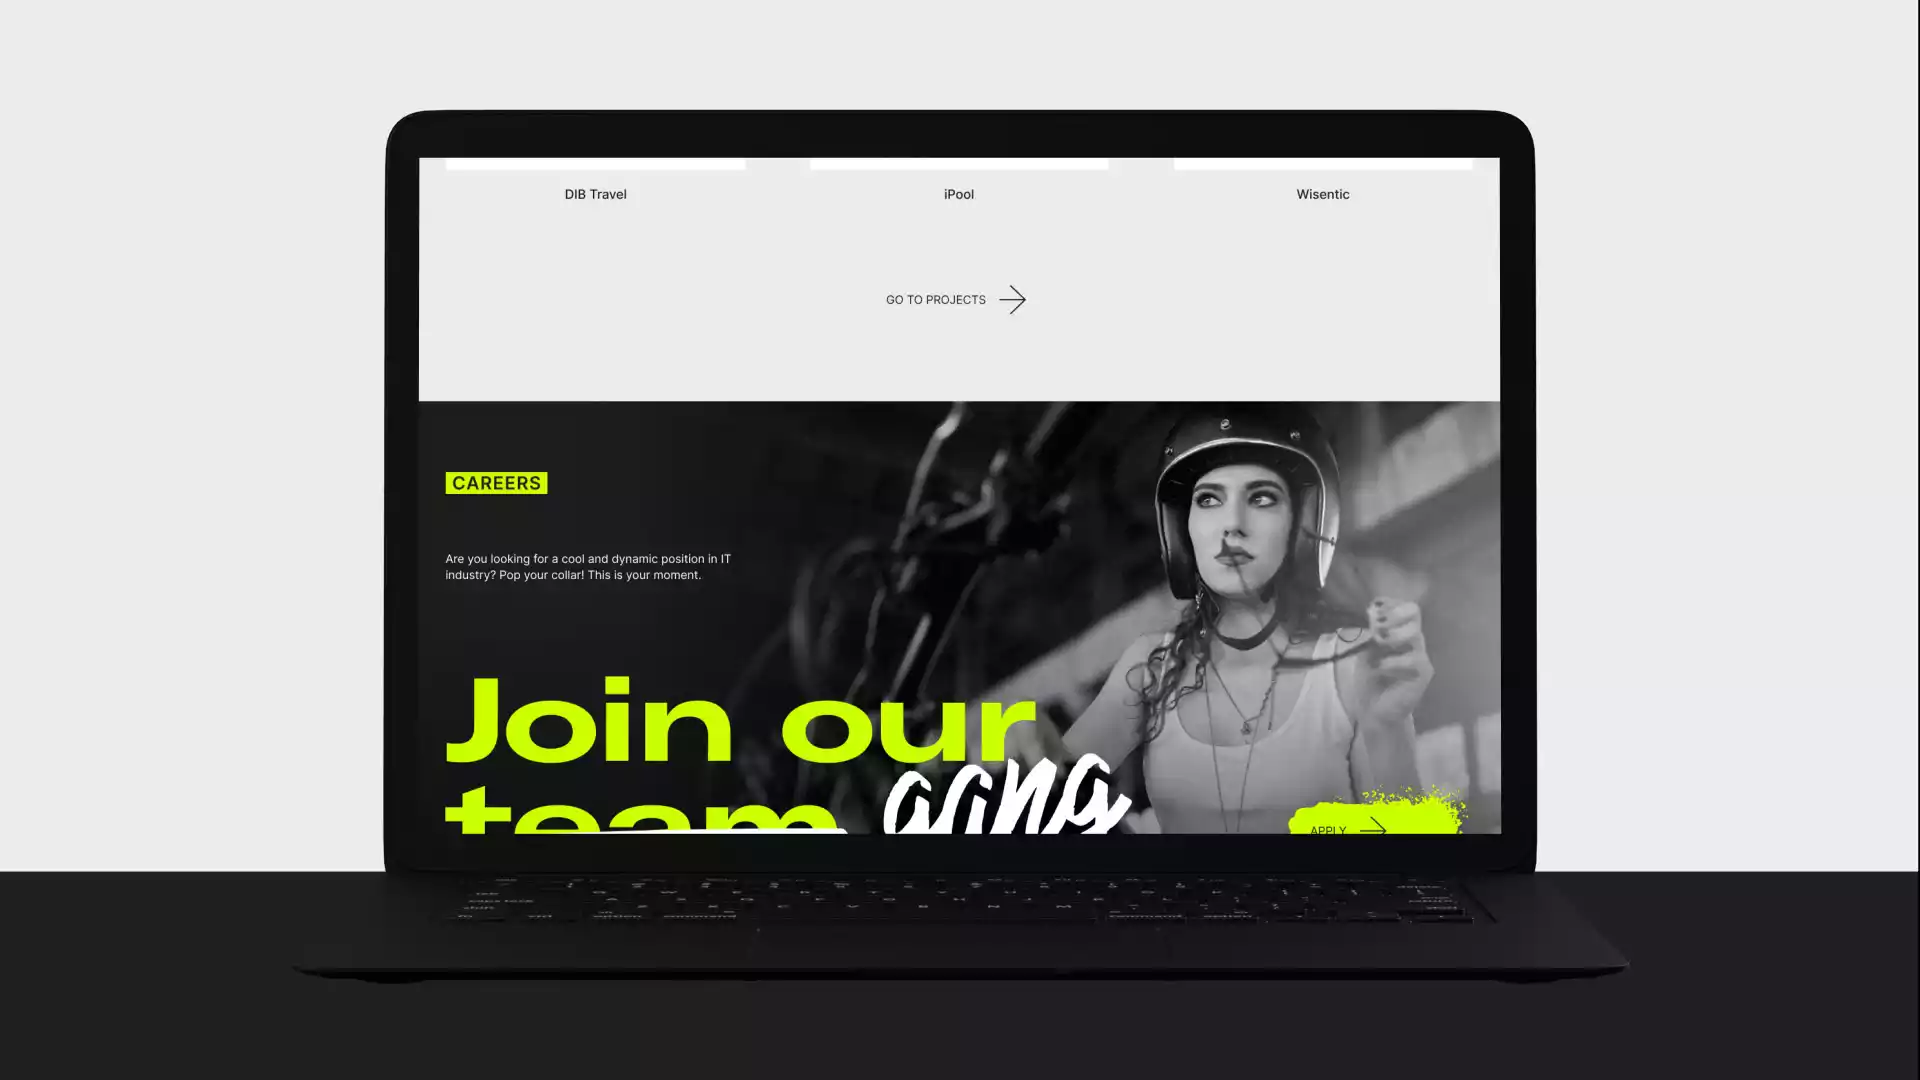 DIB Travel
iPool
Wisentic
GO TO PROJECTS
CAREERS
Are you looking for a cool and dynamic position in IT
industry? Pop your collar! This is your moment.
Join our
team gang
APPLY